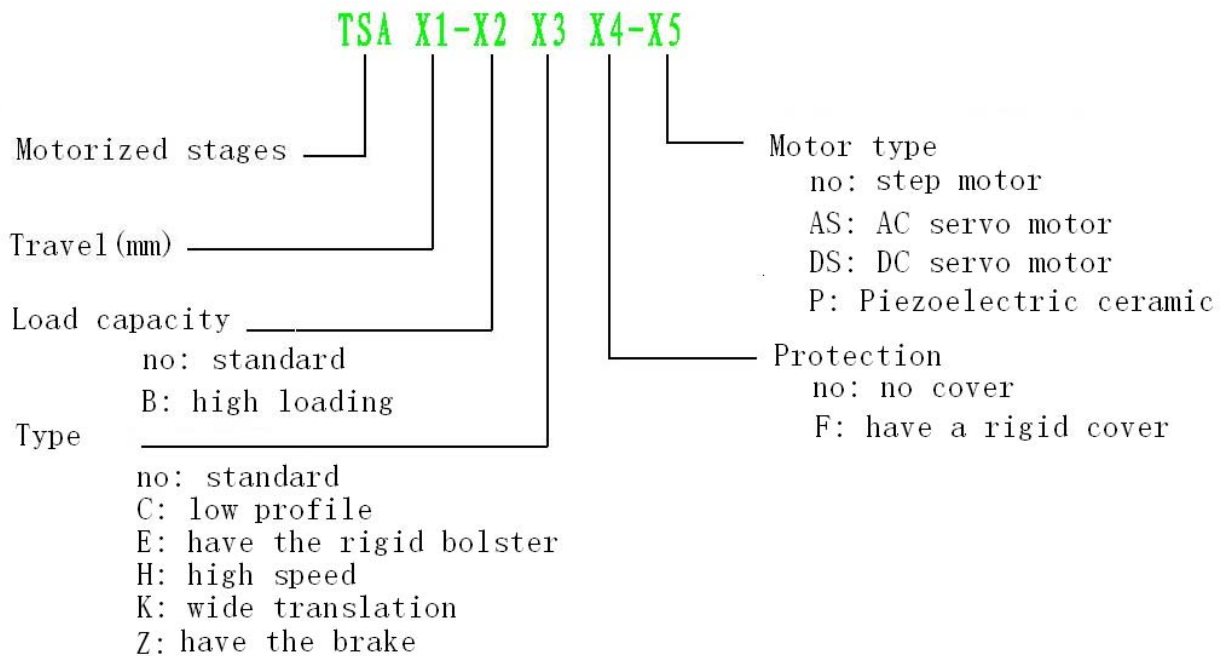 TSA X1-X2 X3 X4-X5
Motorized stages
Travel(mm)
Load capacity
no: standard
B: high loading
Type
no: standard
C: low profile
E: have the rigid bolster
H: high speed
K: wide translation
Z: have the brake
Motor type
no: step motor
AS: AC servo motor
DS: DC servo motor
P: Piezoelectric ceramic
Protection
no: no cover
F: have a rigid cover